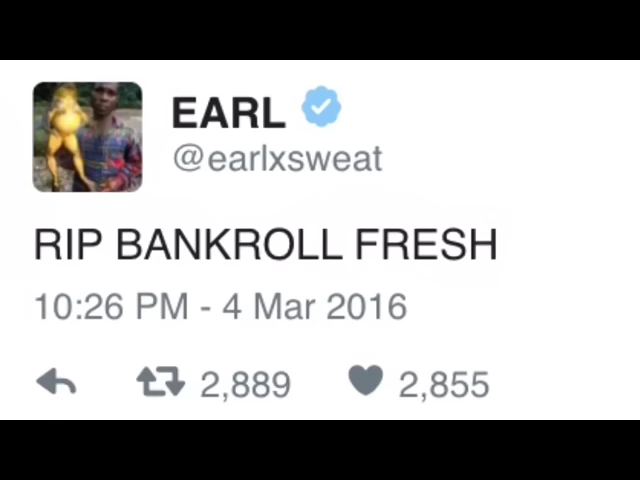 EARL
@earlxsweat
RIP BANKROLL FRESH
10:26 PM - 4 Mar 2016
2,889 2,855